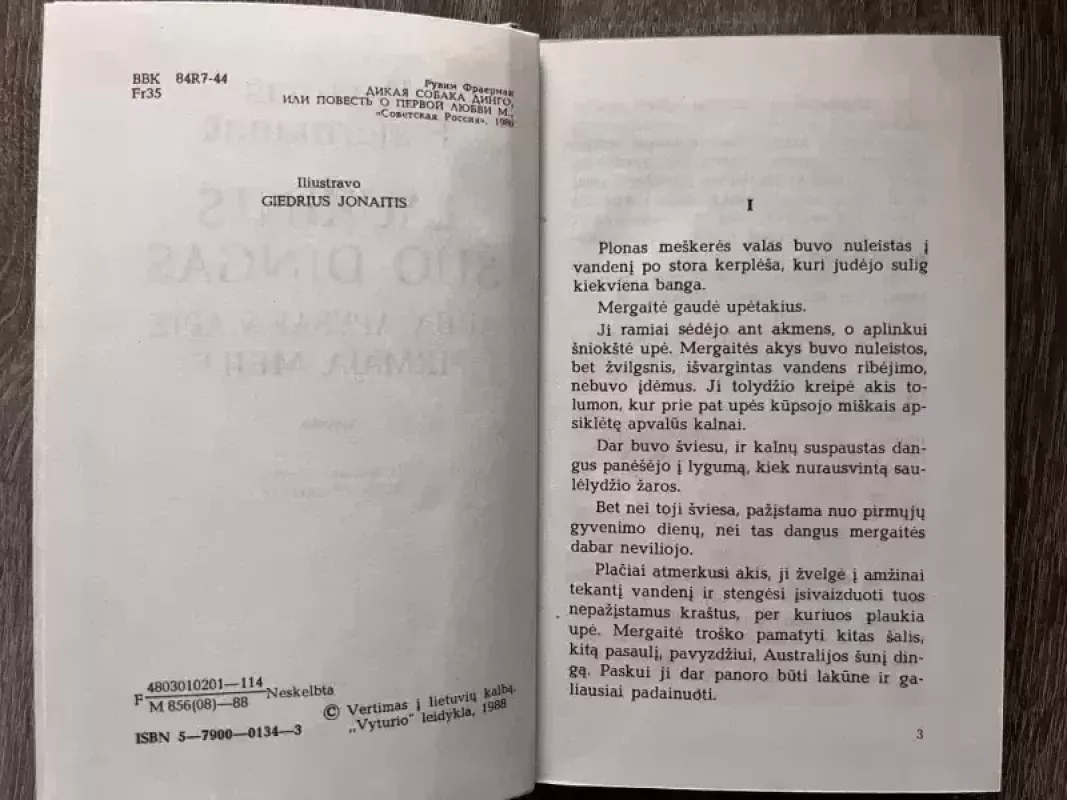 BBK 84R7-44
Fr35
Рувим Фраерман
ДИКАЯ СОБАКА ДИНГО,
ИЛИ ПОВЕСТЬ О ПЕРВОЙ ЛЮБВИ М.,
«Советская Россия», 1986
Iliustravo
GIEDRIUS JONAITIS
F 4803010201—114
M 856(08)—88 Neskelbta
© Vertimas į lietuvių kalbą.
„Vyturio" leidykla, 1988
ISBN 5—7900—0134—3
I
Plonas meškerės valas buvo nuleistas į
vandenį po stora kerplėša, kuri judėjo sulig
kiekviena banga.
Mergaitė gaudė upėtakius.
Ji ramiai sėdėjo ant akmens, o aplinkui
šniokštė upė. Mergaitės akys buvo nuleistos,
bet žvilgsnis, išvargintas vandens ribėjimo,
nebuvo įdėmus. Ji tolydžio kreipė akis to-
lumon, kur prie pat upės kūpsojo miškais ap-
siklėtę apvalūs kalnai.
Dar buvo šviesu, ir kalnų suspaustas dan-
gus panėšėjo į lygumą, kiek nurausvintą sau-
lėlydžio žaros.
Bet nei toji šviesa, pažįstama nuo pirmųjų
gyvenimo dienų, nei tas dangus mergaitės
dabar neviliojo.
Plačiai atmerkusi akis, ji žvelgė į amžinai
tekantį vandenį ir stengėsi įsivaizduoti tuos
nepažįstamus kraštus, per kuriuos plaukia
upė. Mergaitė troško pamatyti kitas šalis,
kitą pasaulį, pavyzdžiui, Australijos šunį din-
gą. Paskui ji dar panoro būti lakūne ir ga-
liausiai padainuoti.
3